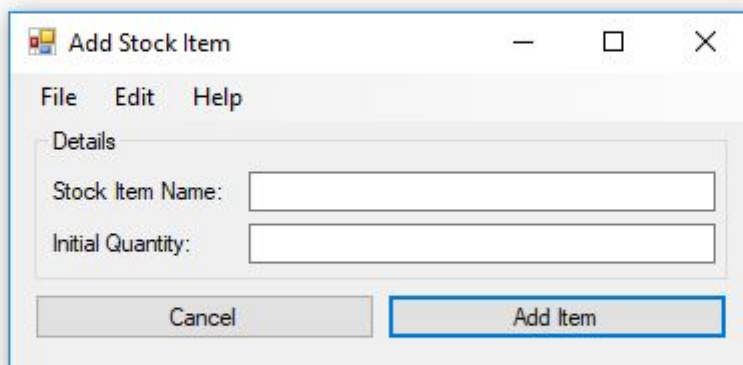 Add Stock Item
File Edit Help
Details
Stock Item Name:
Initial Quantity:
Cancel Add Item